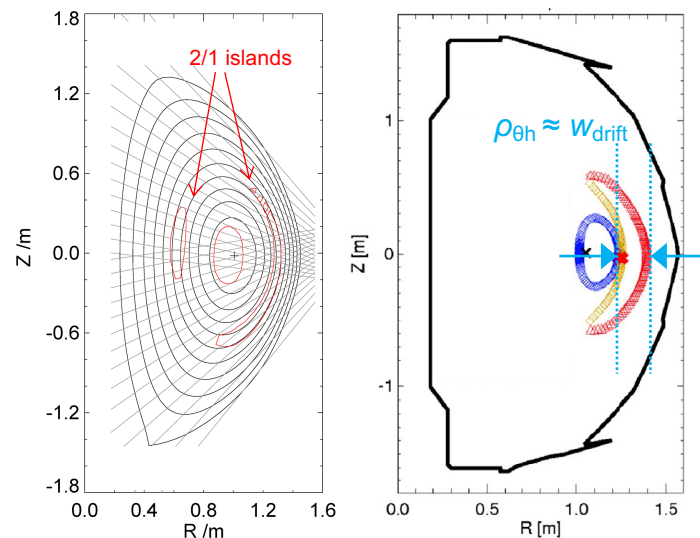 1.8
1.2
0.6
0.0
-0.6
-1.2
-1.8
Z /m
2/1 islands
0.0 0.4 0.8 1.2 1.6
R /m
1
0
-1
Z [m]
ρθh ≈ wdrift
0.0 0.5 1.0 1.5
R [m]